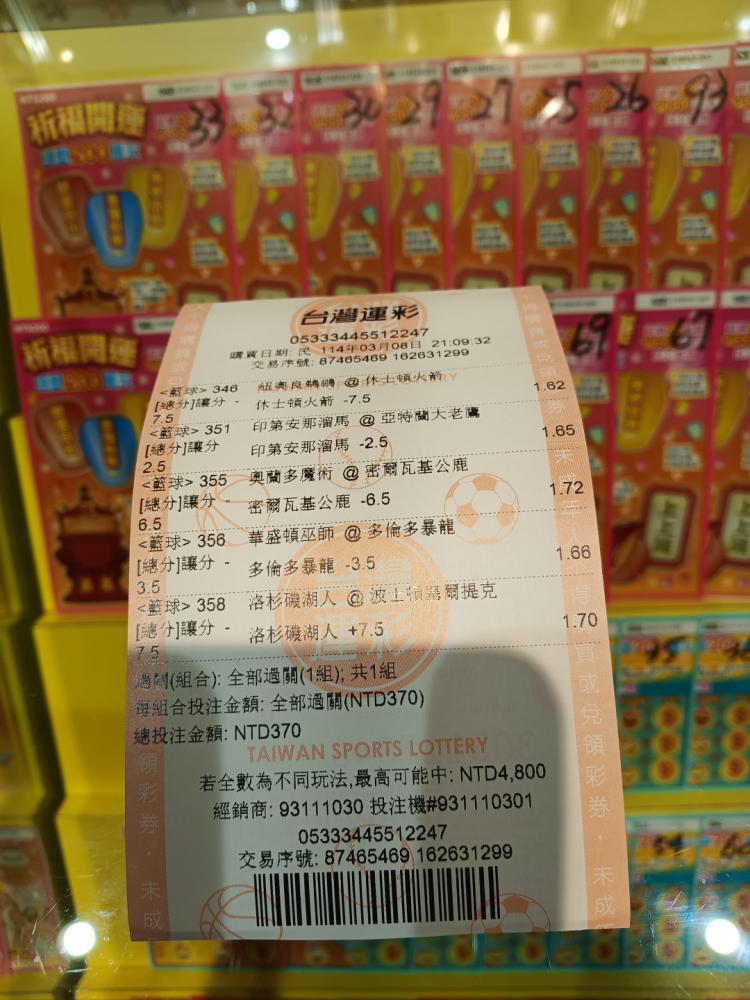 祈福開運
33
32
30
29
27
25
26
93
祈福開運
69
67
台灣運彩
05333445512247
購買日期: 民 114年03月08日 21:09:32
交易序號: 87465469 162631299
<籃球> 346 紐奧良鵜鶘 @ 休士頓火箭
[總分]讓分 - 休士頓火箭 -7.5 1.62
7.5
<籃球> 351 印第安那溜馬 @ 亞特蘭大老鷹
[總分]讓分 印第安那溜馬 -2.5 1.65
2.5
<籃球> 355 奧蘭多魔術 @ 密爾瓦基公鹿
[總分]讓分 - 密爾瓦基公鹿 -6.5 1.72
6.5
<籃球> 356 華盛頓巫師 @ 多倫多暴龍
[總分]讓分 - 多倫多暴龍 -3.5 1.66
3.5
<籃球> 358 洛杉磯湖人 @ 波士頓塞爾提克
[總分]讓分 - 洛杉磯湖人 +7.5 1.70
7.5
過關(組合): 全部過關(1組); 共1組
每組合投注金額: 全部過關(NTD370)
總投注金額: NTD370
TAIWAN SPORTS LOTTERY
若全數為不同玩法,最高可能中: NTD4,800
經銷商: 93111030 投注機#931110301
05333445512247
交易序號: 87465469 162631299